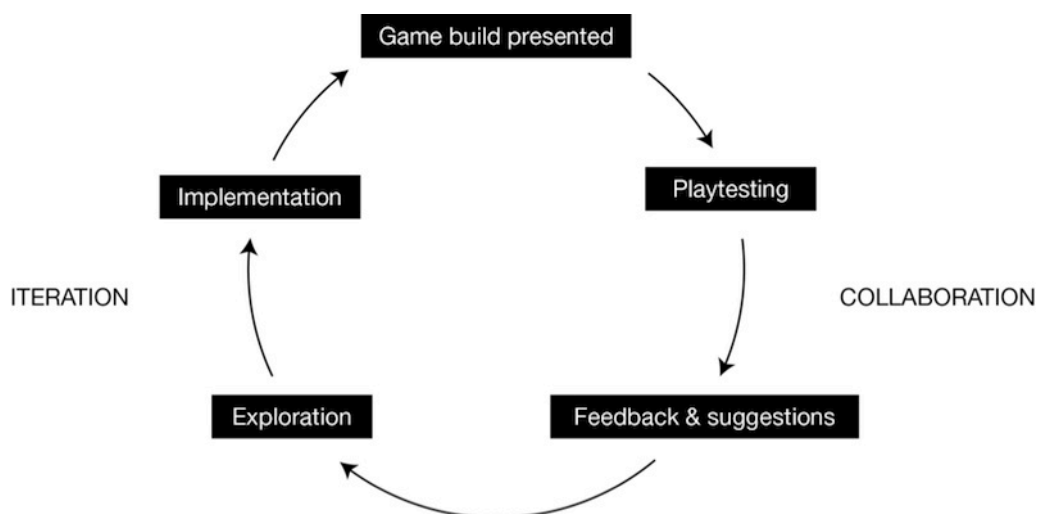 Game build presented
Implementation
Playtesting
ITERATION
COLLABORATION
Exploration
Feedback & suggestions